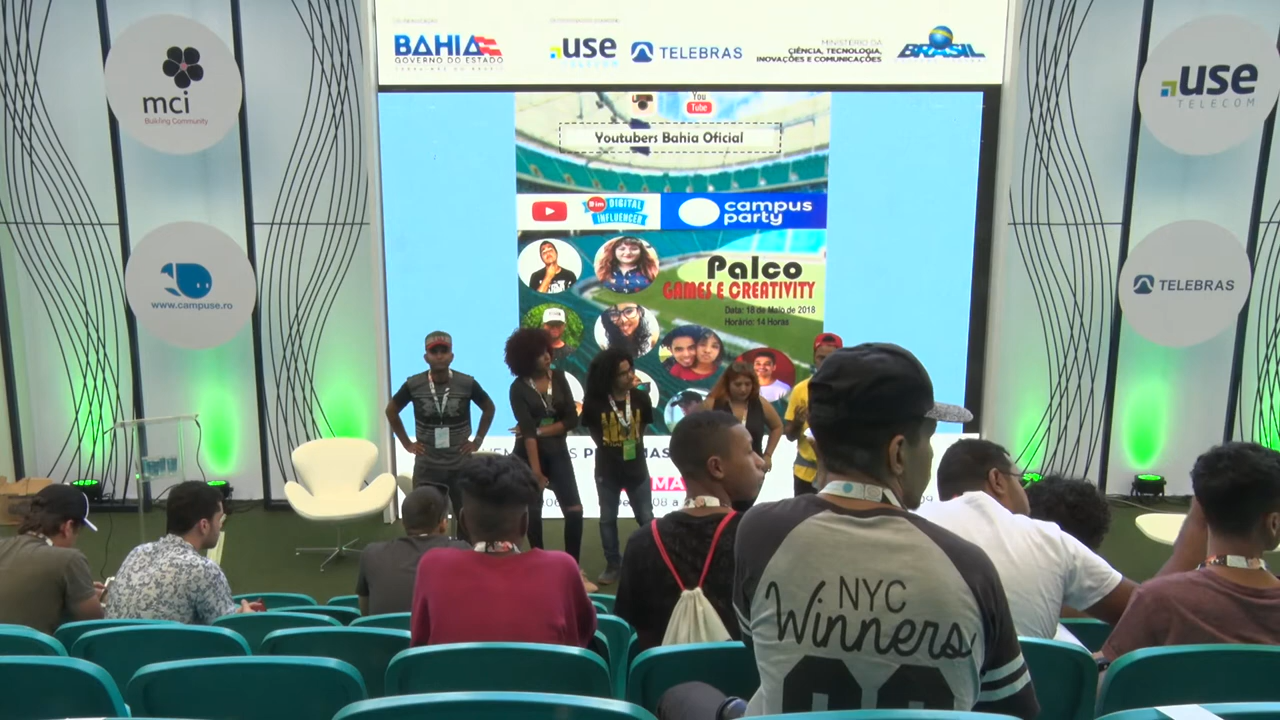 BAHIA
GOVERNO DO ESTADO
USE
TELECOM
TELEBRAS
MINISTÉRIO DA
CIÊNCIA, TECNOLOGIA,
INOVAÇÕES E COMUNICAÇÕES
BRASIL
mci
Building Community
www.campuse.ro
USE
TELECOM
TELEBRAS
You
Tube
Youtubers Bahia Oficial
DIGITAL
INFLUENCER
campus
party
Palco
GAMES E CREATIVITY
Data: 18 de Maio de 2018
Horário: 14 Horas
NYC
Winners